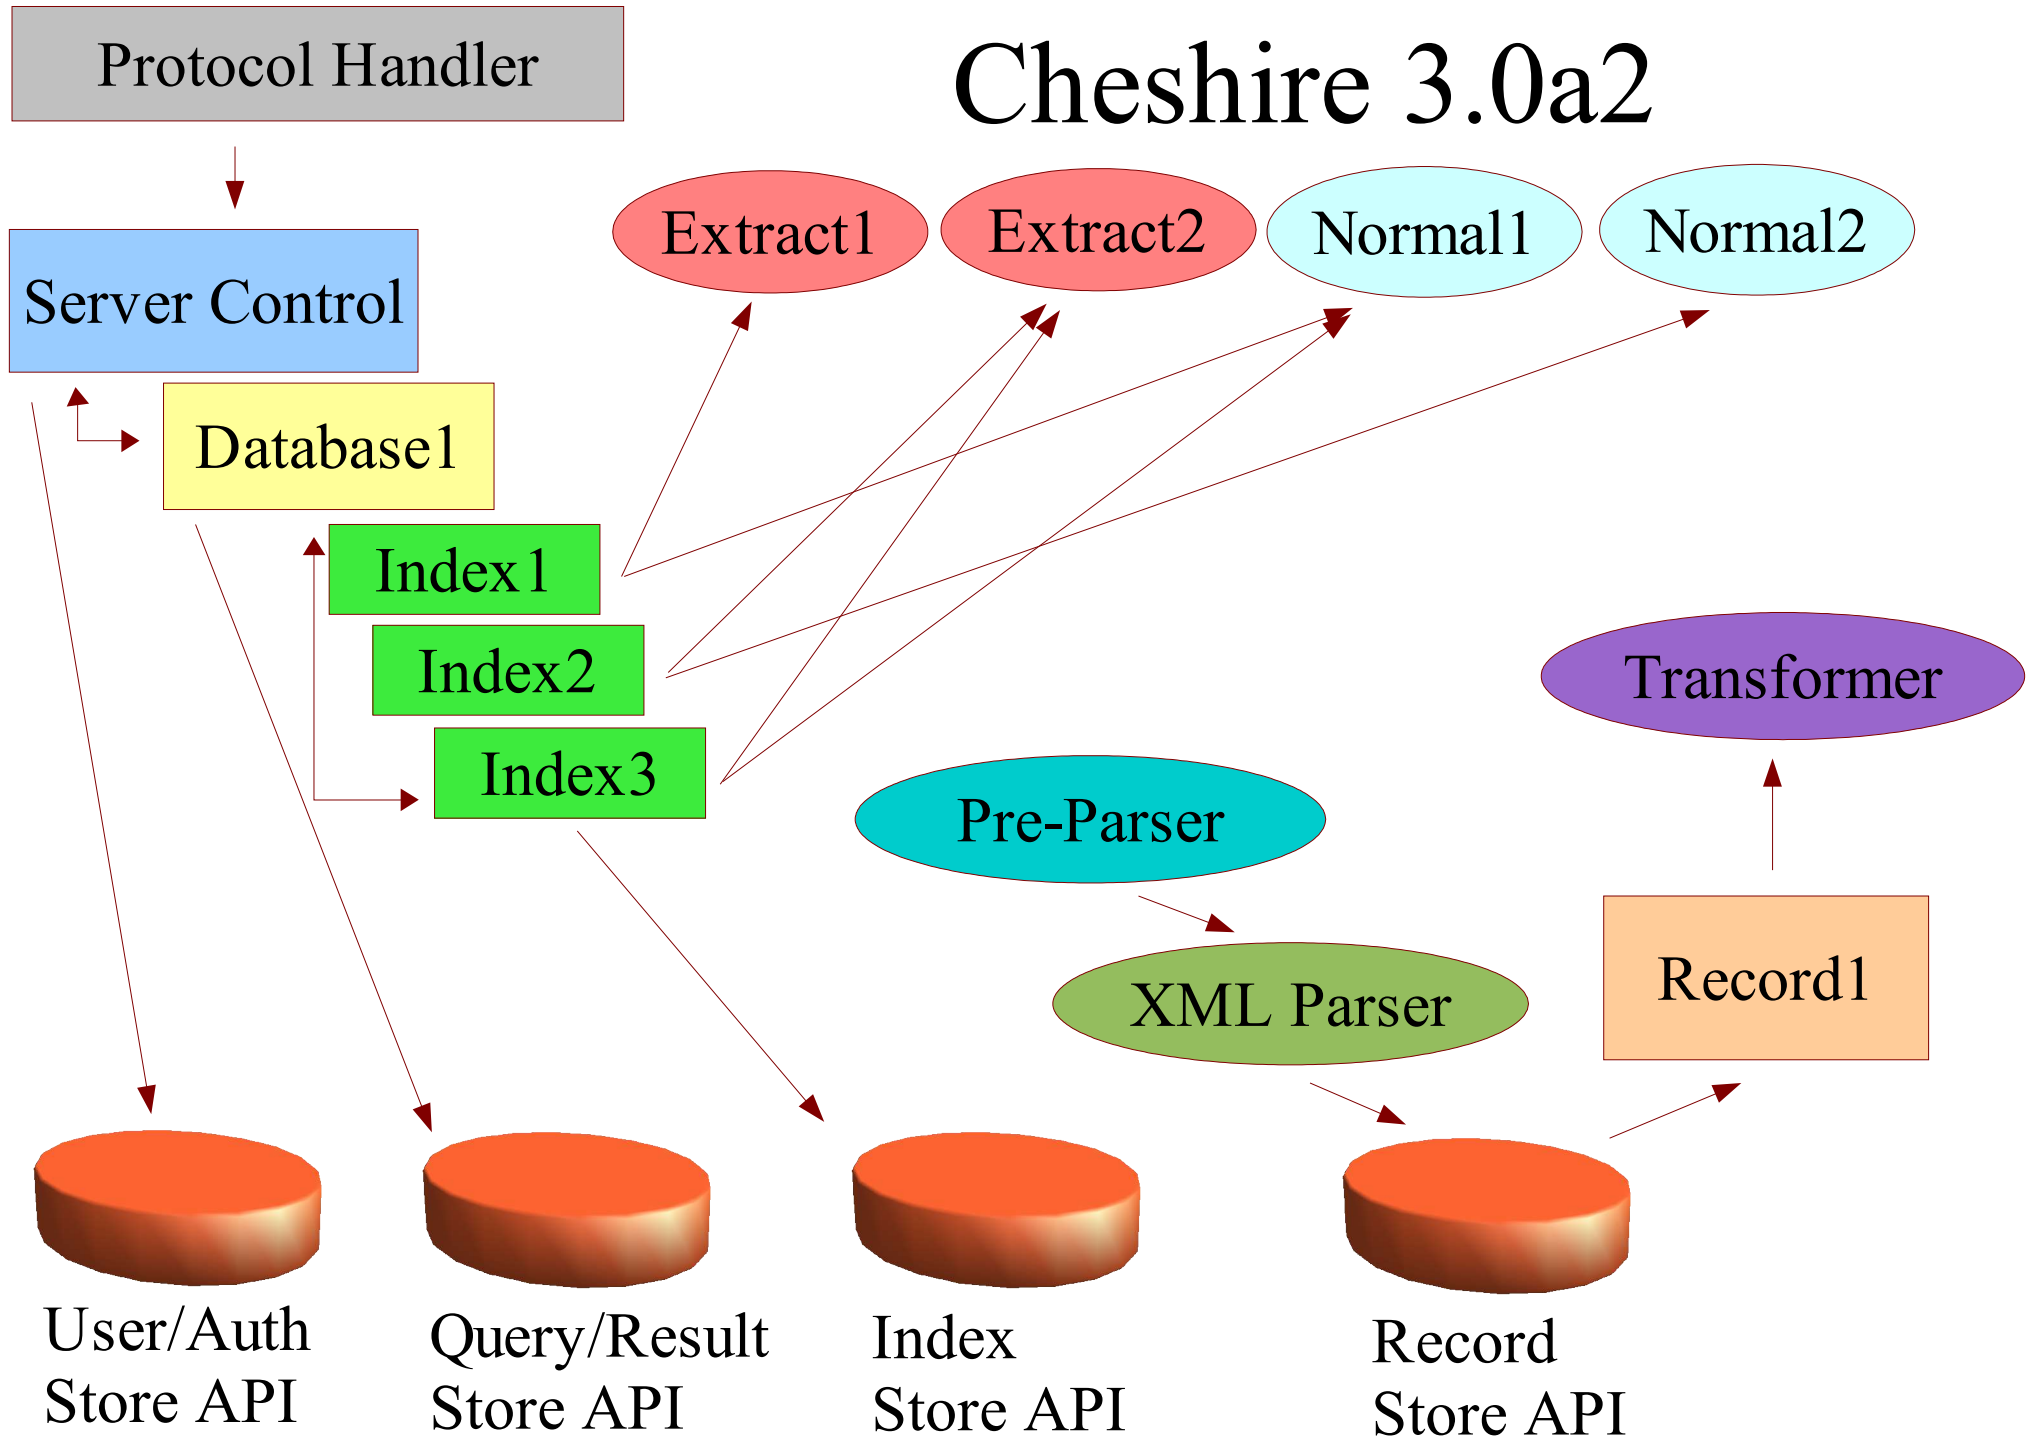 Protocol Handler
Cheshire 3.0a2
Extract1
Extract2
Normal1
Normal2
Server Control
Database1
Index1
Index2
Index3
Transformer
Pre-Parser
XML Parser
Record1
User/Auth
Store API
Query/Result
Store API
Index
Store API
Record
Store API